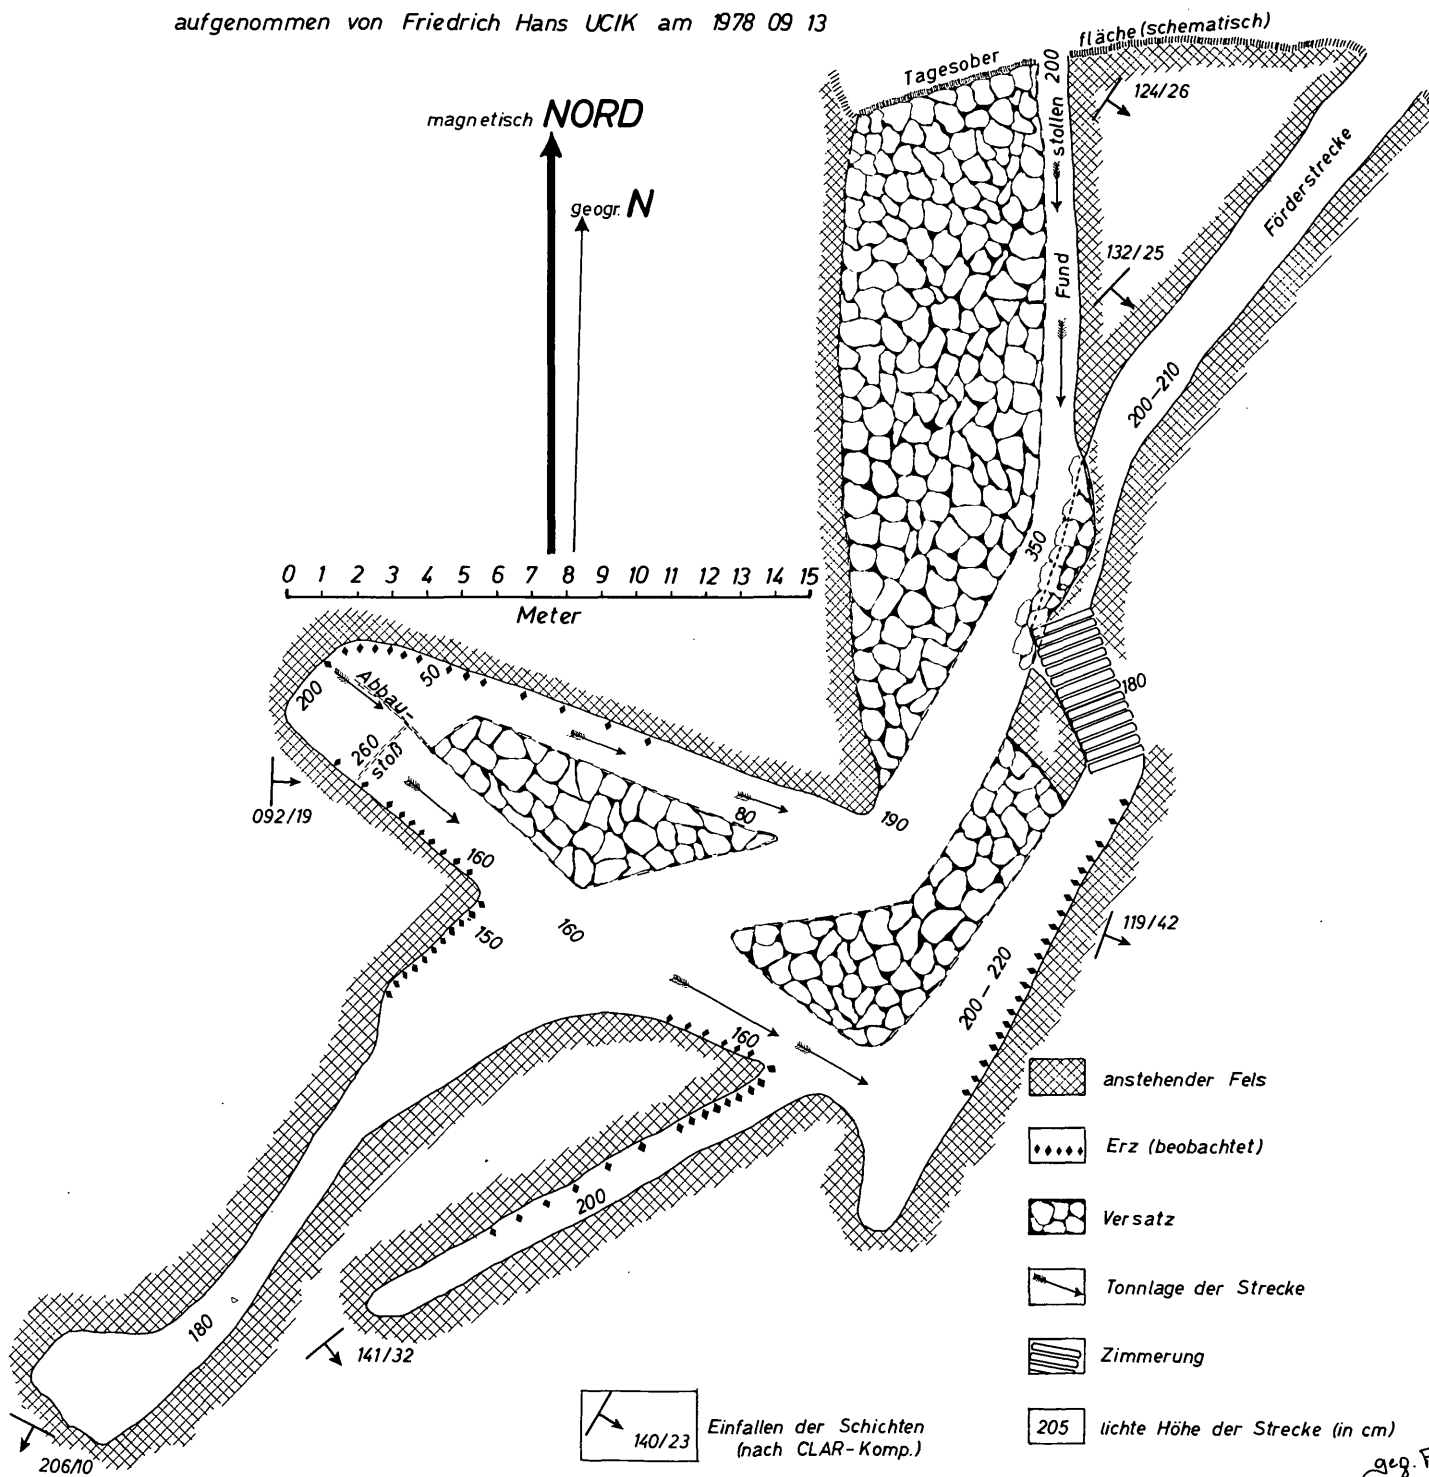 aufgenommen von Friedrich Hans UCIK am 1978 09 13
Tagesober
fläche (schematisch)
200
stollen
Fund
124/26
132/25
Förderstrecke
200-210
350
magnetisch NORD
geogr. N
0 1 2 3 4 5 6 7 8 9 10 11 12 13 14 15
Meter
200
50
Abbau-
stoß
260
092/19
80
190
180
160
150
160
119/42
200-220
160
200
180
141/32
206/10
anstehender Fels
Erz (beobachtet)
Versatz
Tonnlage der Strecke
Zimmerung
205 lichte Höhe der Strecke (in cm)
140/23 Einfallen der Schichten
(nach CLAR-Komp.)
gez. F